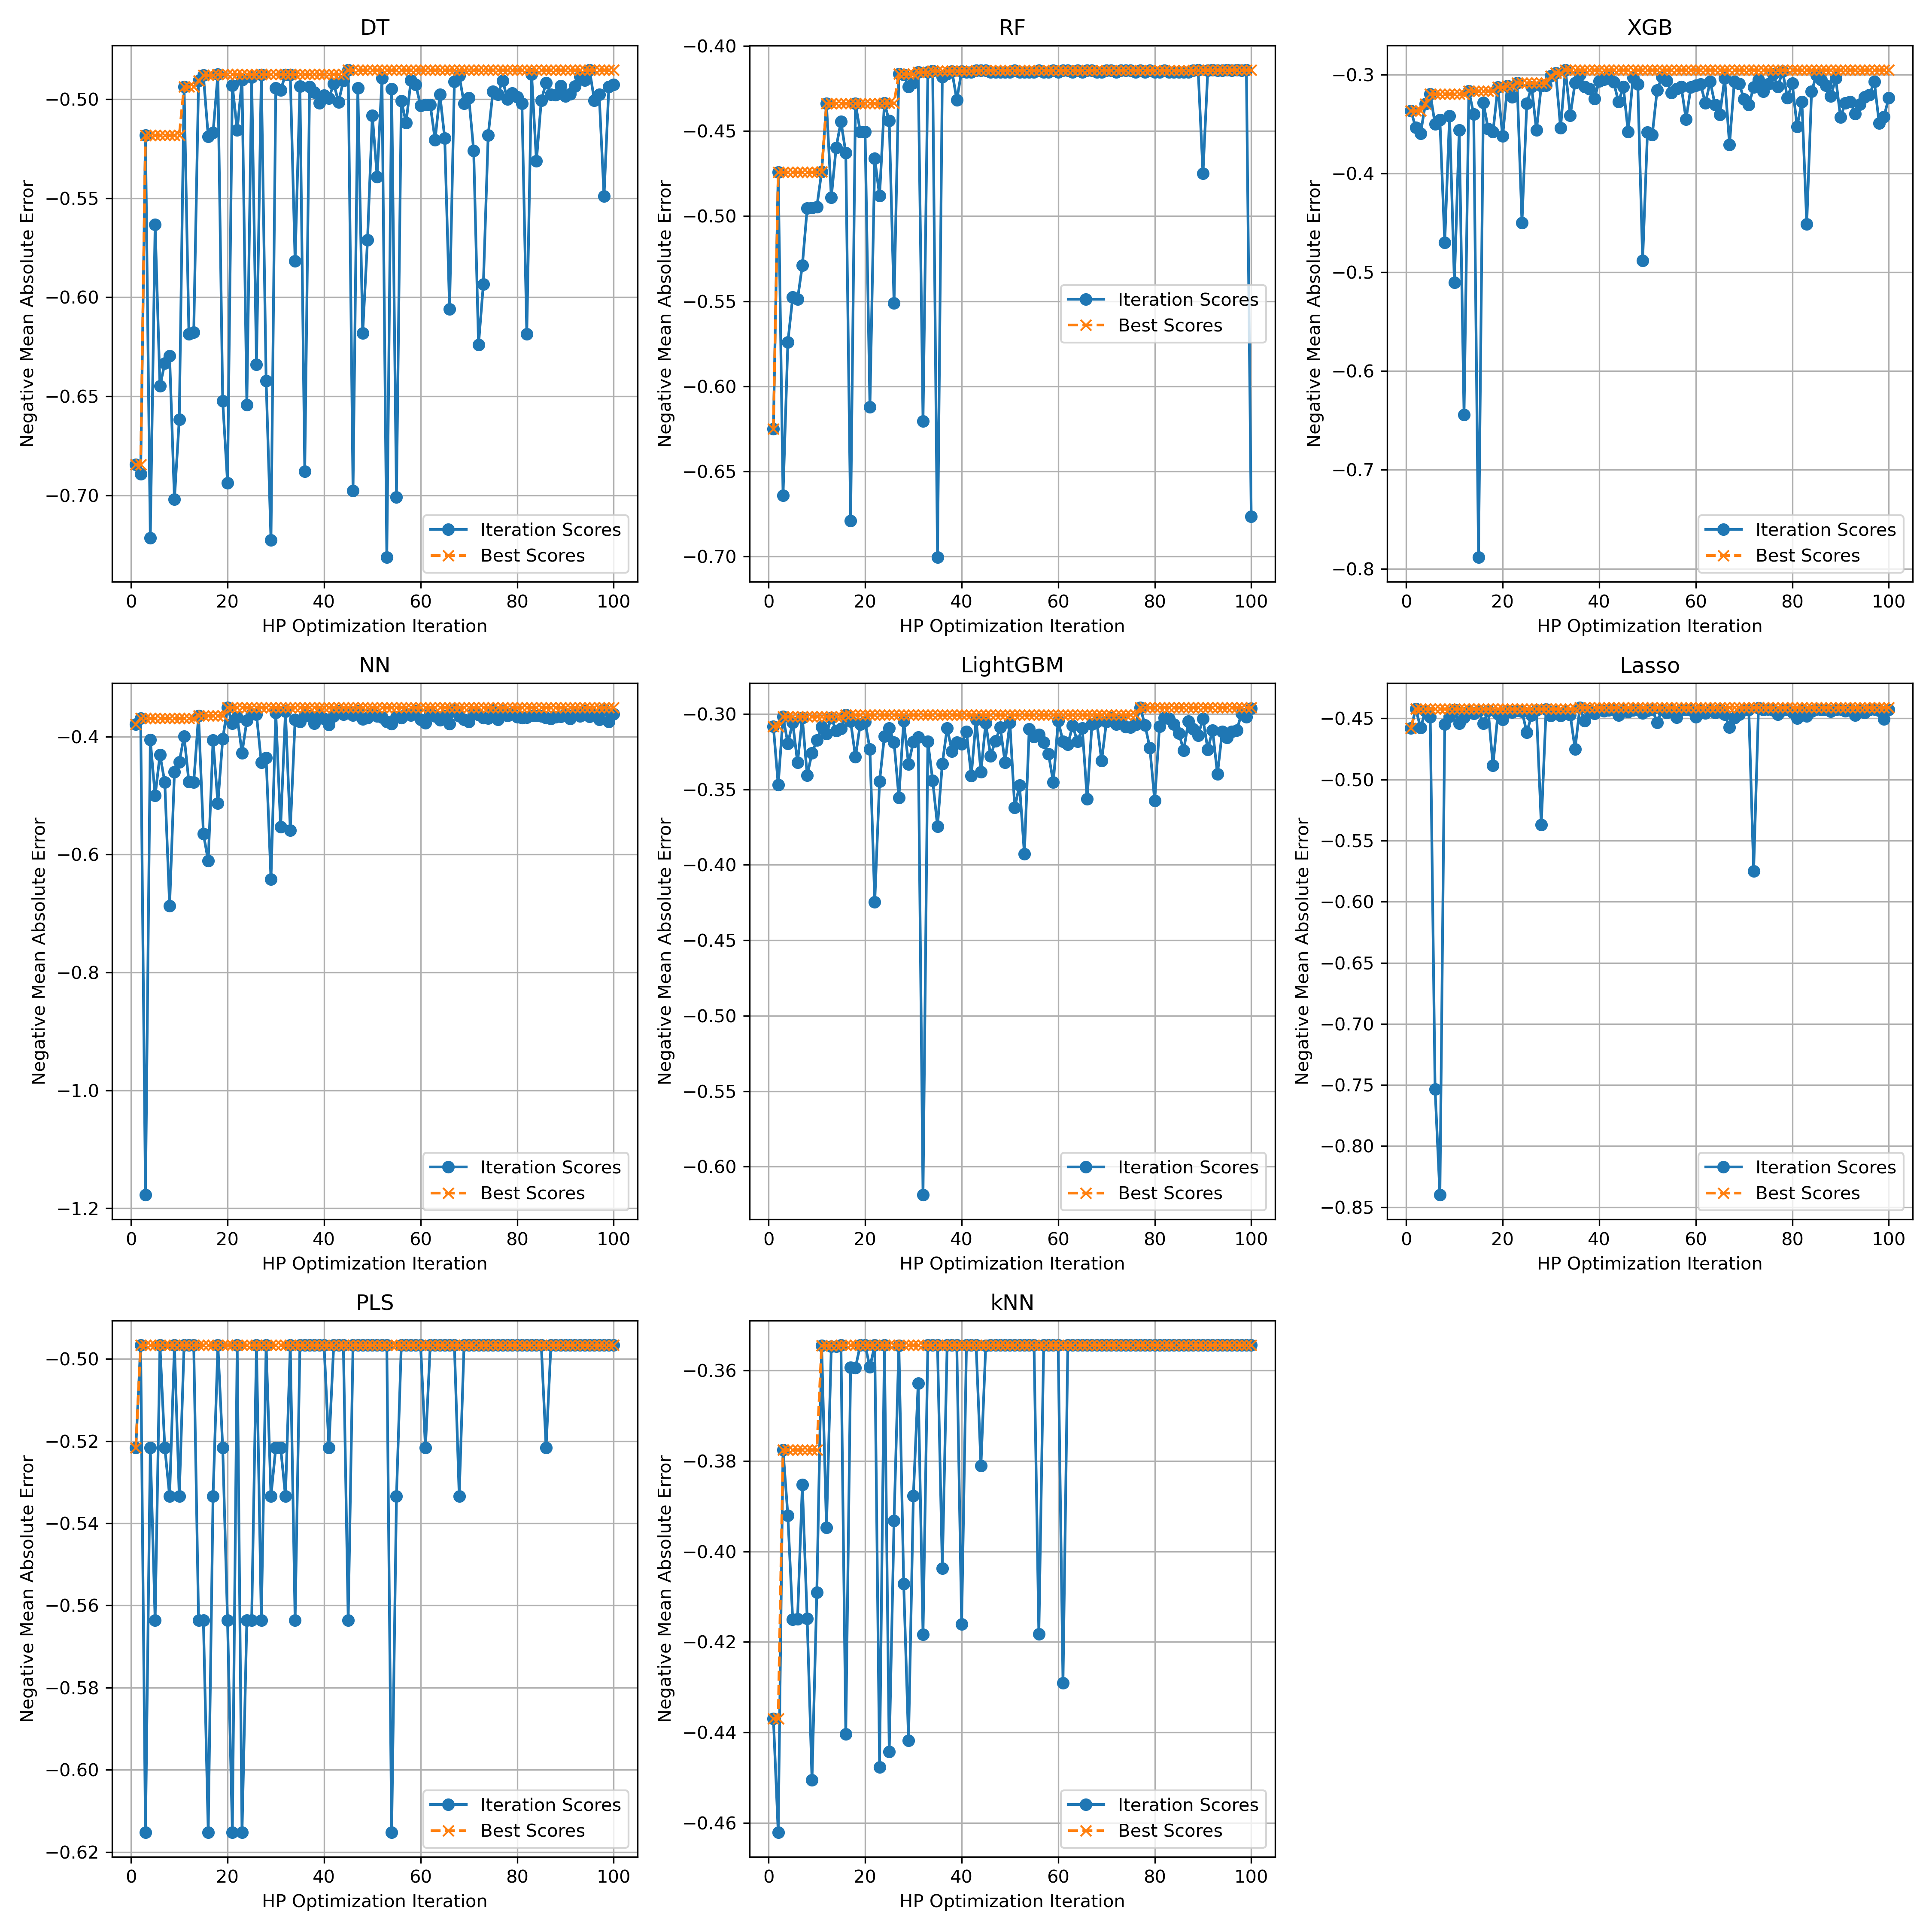 DT
Negative Mean Absolute Error
−0.50
−0.55
−0.60
−0.65
−0.70
0 20 40 60 80 100
HP Optimization Iteration
Iteration Scores
Best Scores
RF
Negative Mean Absolute Error
−0.40
−0.45
−0.50
−0.55
−0.60
−0.65
−0.70
0 20 40 60 80 100
HP Optimization Iteration
Iteration Scores
Best Scores
XGB
Negative Mean Absolute Error
−0.3
−0.4
−0.5
−0.6
−0.7
−0.8
0 20 40 60 80 100
HP Optimization Iteration
Iteration Scores
Best Scores
NN
Negative Mean Absolute Error
−0.4
−0.6
−0.8
−1.0
−1.2
0 20 40 60 80 100
HP Optimization Iteration
Iteration Scores
Best Scores
LightGBM
Negative Mean Absolute Error
−0.30
−0.35
−0.40
−0.45
−0.50
−0.55
−0.60
0 20 40 60 80 100
HP Optimization Iteration
Iteration Scores
Best Scores
Lasso
Negative Mean Absolute Error
−0.45
−0.50
−0.55
−0.60
−0.65
−0.70
−0.75
−0.80
−0.85
0 20 40 60 80 100
HP Optimization Iteration
Iteration Scores
Best Scores
PLS
Negative Mean Absolute Error
−0.50
−0.52
−0.54
−0.56
−0.58
−0.60
−0.62
0 20 40 60 80 100
HP Optimization Iteration
Iteration Scores
Best Scores
kNN
Negative Mean Absolute Error
−0.36
−0.38
−0.40
−0.42
−0.44
−0.46
0 20 40 60 80 100
HP Optimization Iteration
Iteration Scores
Best Scores